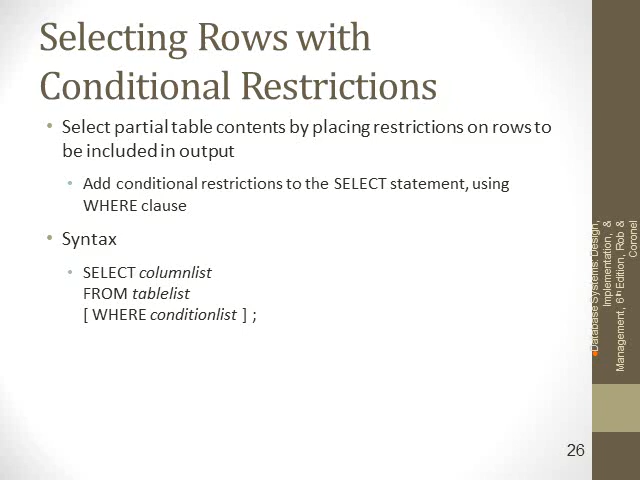 Selecting Rows with
Conditional Restrictions
• Select partial table contents by placing restrictions on rows to
be included in output
• Add conditional restrictions to the SELECT statement, using
WHERE clause
• Syntax
• SELECT columnlist
FROM tablelist
[ WHERE conditionlist ] ;
Database Systems: Design,
Implementation, &
Management, 6th Edition, Rob &
Coronel
26